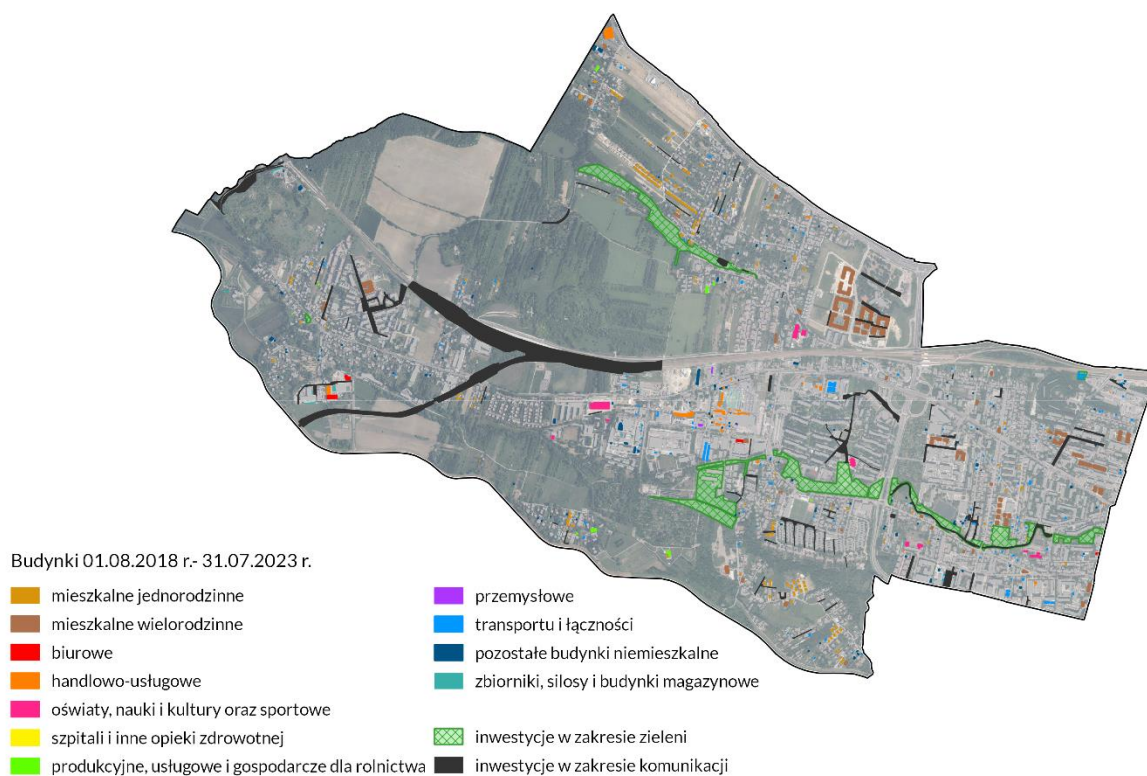 Budynki 01.08.2018 r.- 31.07.2023 r.
mieszkalne jednorodzinne
mieszkalne wielorodzinne
biurowe
handlowo-usługowe
oświaty, nauki i kultury oraz sportowe
szpitali i inne opieki zdrowotnej
produkcyjne, usługowe i gospodarcze dla rolnictwa
przemysłowe
transportu i łączności
pozostałe budynki niemieszkalne
zbiorniki, silosy i budynki magazynowe
inwestycje w zakresie zieleni
inwestycje w zakresie komunikacji